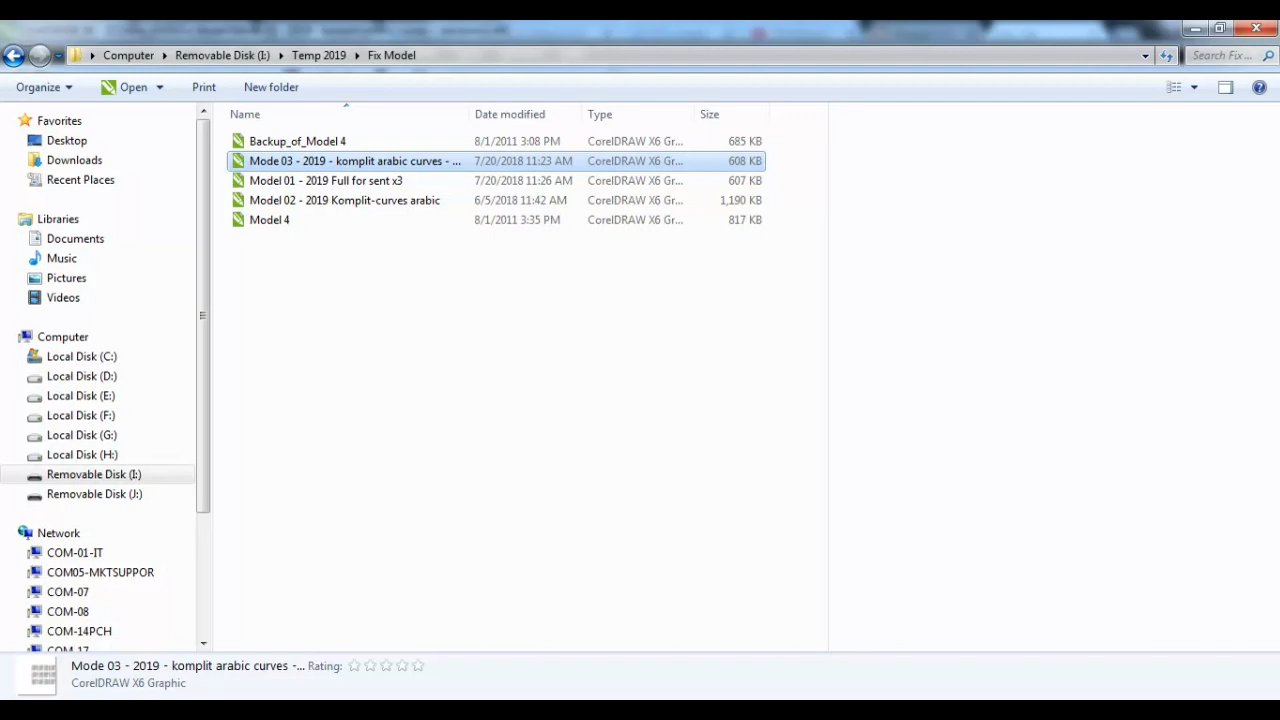 Computer Removable Disk (I:) Temp 2019 Fix Model Search Fix ...
Organize Open Print New folder
Favorites
Desktop
Downloads
Recent Places
Libraries
Documents
Music
Pictures
Videos
Computer
Local Disk (C:)
Local Disk (D:)
Local Disk (E:)
Local Disk (F:)
Local Disk (G:)
Local Disk (H:)
Removable Disk (I:)
Removable Disk (J:)
Network
COM-01-IT
COM05-MKTSUPPOR
COM-07
COM-08
COM-14PCH
COM-17
Name Date modified Type Size
Backup_of_Model 4 8/1/2011 3:08 PM CorelDRAW X6 Gr... 685 KB
Mode 03 - 2019 - komplit arabic curves - ... 7/20/2018 11:23 AM CorelDRAW X6 Gr... 608 KB
Model 01 - 2019 Full for sent x3 7/20/2018 11:26 AM CorelDRAW X6 Gr... 607 KB
Model 02 - 2019 Komplit-curves arabic 6/5/2018 11:42 AM CorelDRAW X6 Gr... 1,190 KB
Model 4 8/1/2011 3:35 PM CorelDRAW X6 Gr... 817 KB
Mode 03 - 2019 - komplit arabic curves -... Rating:
CorelDRAW X6 Graphic